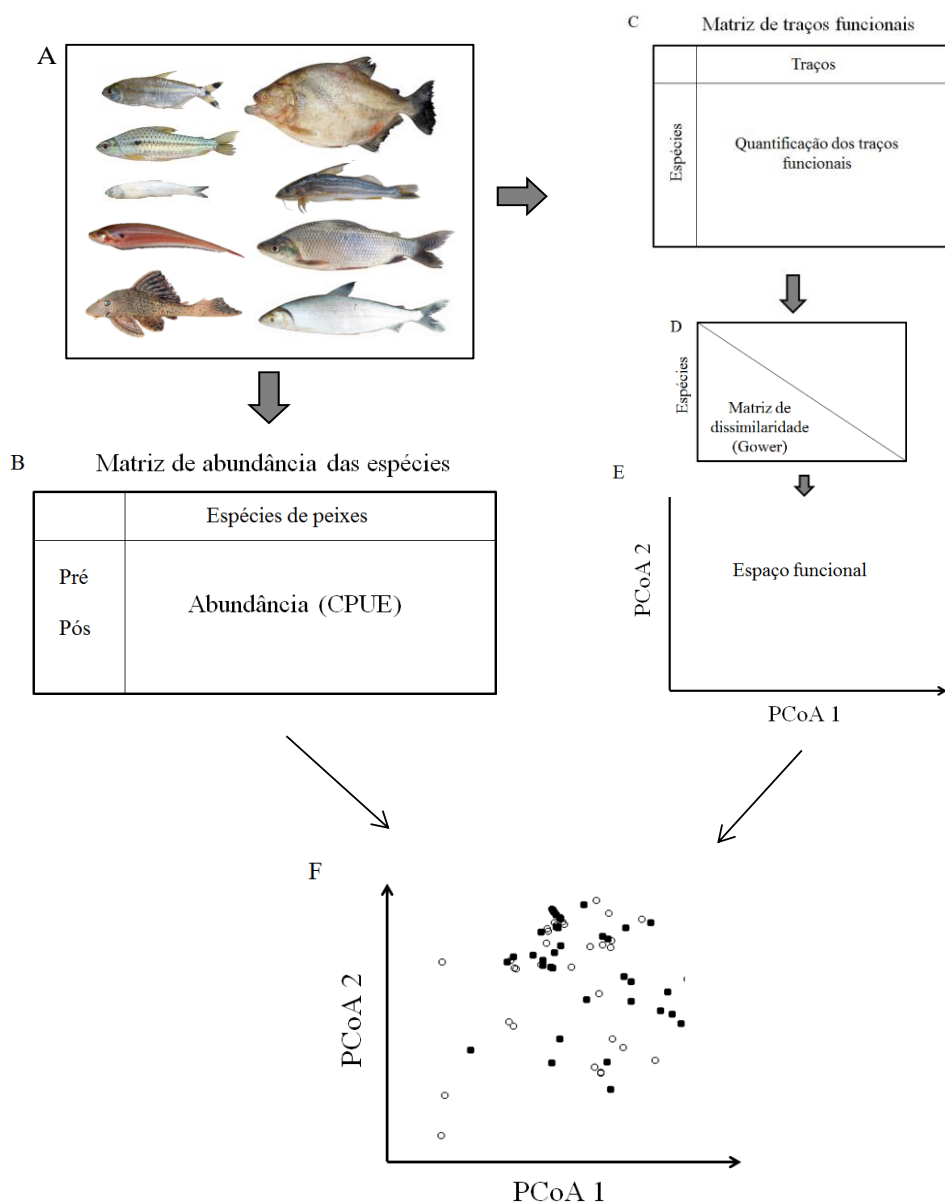 A
C
Matriz de traços funcionais
Traços
Espécies
Quantificação dos traços
funcionais
D
Espécies
Matriz de
dissimilaridade
(Gower)
B
Matriz de abundância das espécies
Espécies de peixes
Pré
Pós
Abundância (CPUE)
E
PCoA 2
Espaço funcional
PCoA 1
F
PCoA 2
PCoA 1